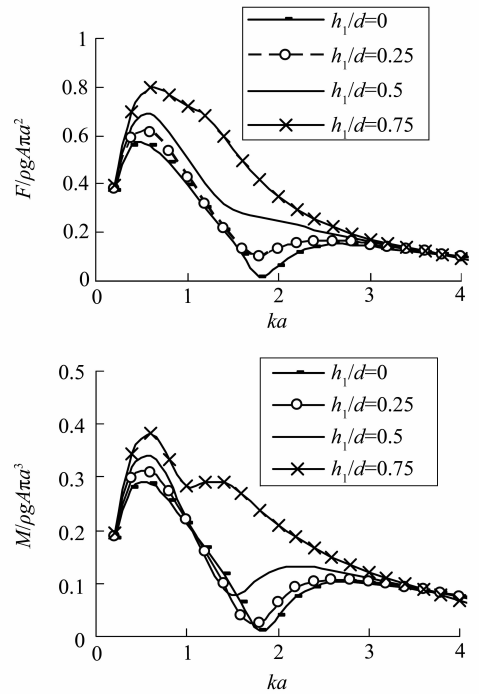 h₁/d=0
h₁/d=0.25
h₁/d=0.5
h₁/d=0.75
1
0.8
0.6
0.4
0.2
0
F/ρgAπa²
0 1 2 3 4
ka
h₁/d=0
h₁/d=0.25
h₁/d=0.5
h₁/d=0.75
0.5
0.4
0.3
0.2
0.1
0
M/ρgAπa³
0 1 2 3 4
ka